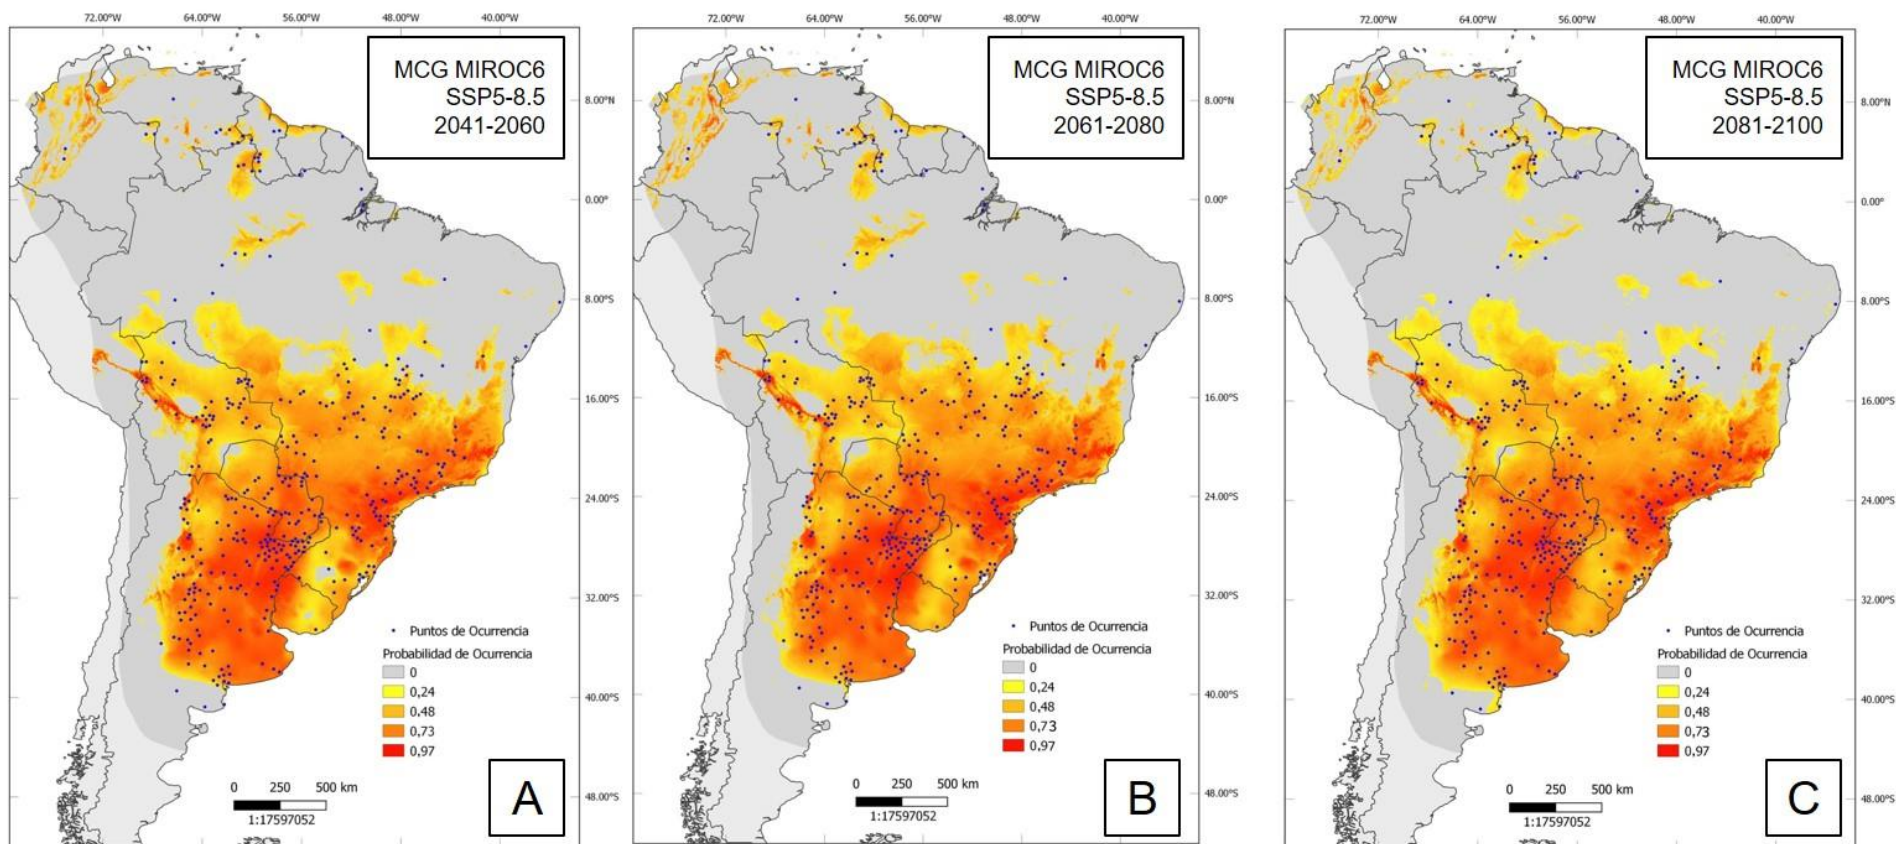 72.00°W 64.00°W 56.00°W 48.00°W 40.00°W
MCG MIROC6
SSP5-8.5
2041-2060
8.00°N
0.00°
8.00°S
16.00°S
24.00°S
32.00°S
40.00°S
48.00°S
Puntos de Ocurrencia
Probabilidad de Ocurrencia
0
0,24
0,48
0,73
0,97
0 250 500 km
1:17597052
A
72.00°W 64.00°W 56.00°W 48.00°W 40.00°W
MCG MIROC6
SSP5-8.5
2061-2080
8.00°N
0.00°
8.00°S
16.00°S
24.00°S
32.00°S
40.00°S
48.00°S
Puntos de Ocurrencia
Probabilidad de Ocurrencia
0
0,24
0,48
0,73
0,97
0 250 500 km
1:17597052
B
72.00°W 64.00°W 56.00°W 48.00°W 40.00°W
MCG MIROC6
SSP5-8.5
2081-2100
8.00°N
0.00°
8.00°S
16.00°S
24.00°S
32.00°S
40.00°S
48.00°S
Puntos de Ocurrencia
Probabilidad de Ocurrencia
0
0,24
0,48
0,73
0,97
0 250 500 km
1:17597052
C